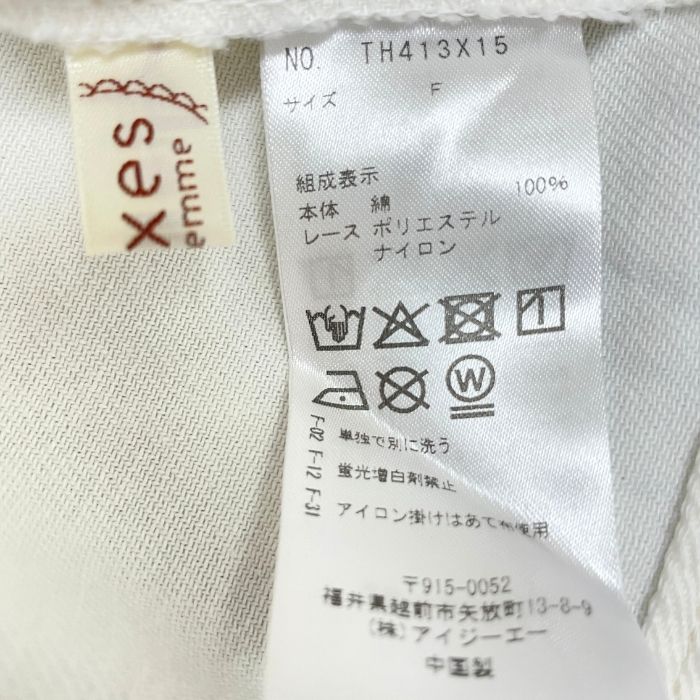 xes
emme
NO. TH413X15
サイズ F
組成表示
本体 綿 100%
レース ポリエステル
ナイロン
W
F-02 F-12 F-31
単独で別に洗う
蛍光増白剤禁止
アイロン掛けはあて布使用
〒915-0052
福井県越前市矢放町13-8-9
(株)アイジーエー
中国製